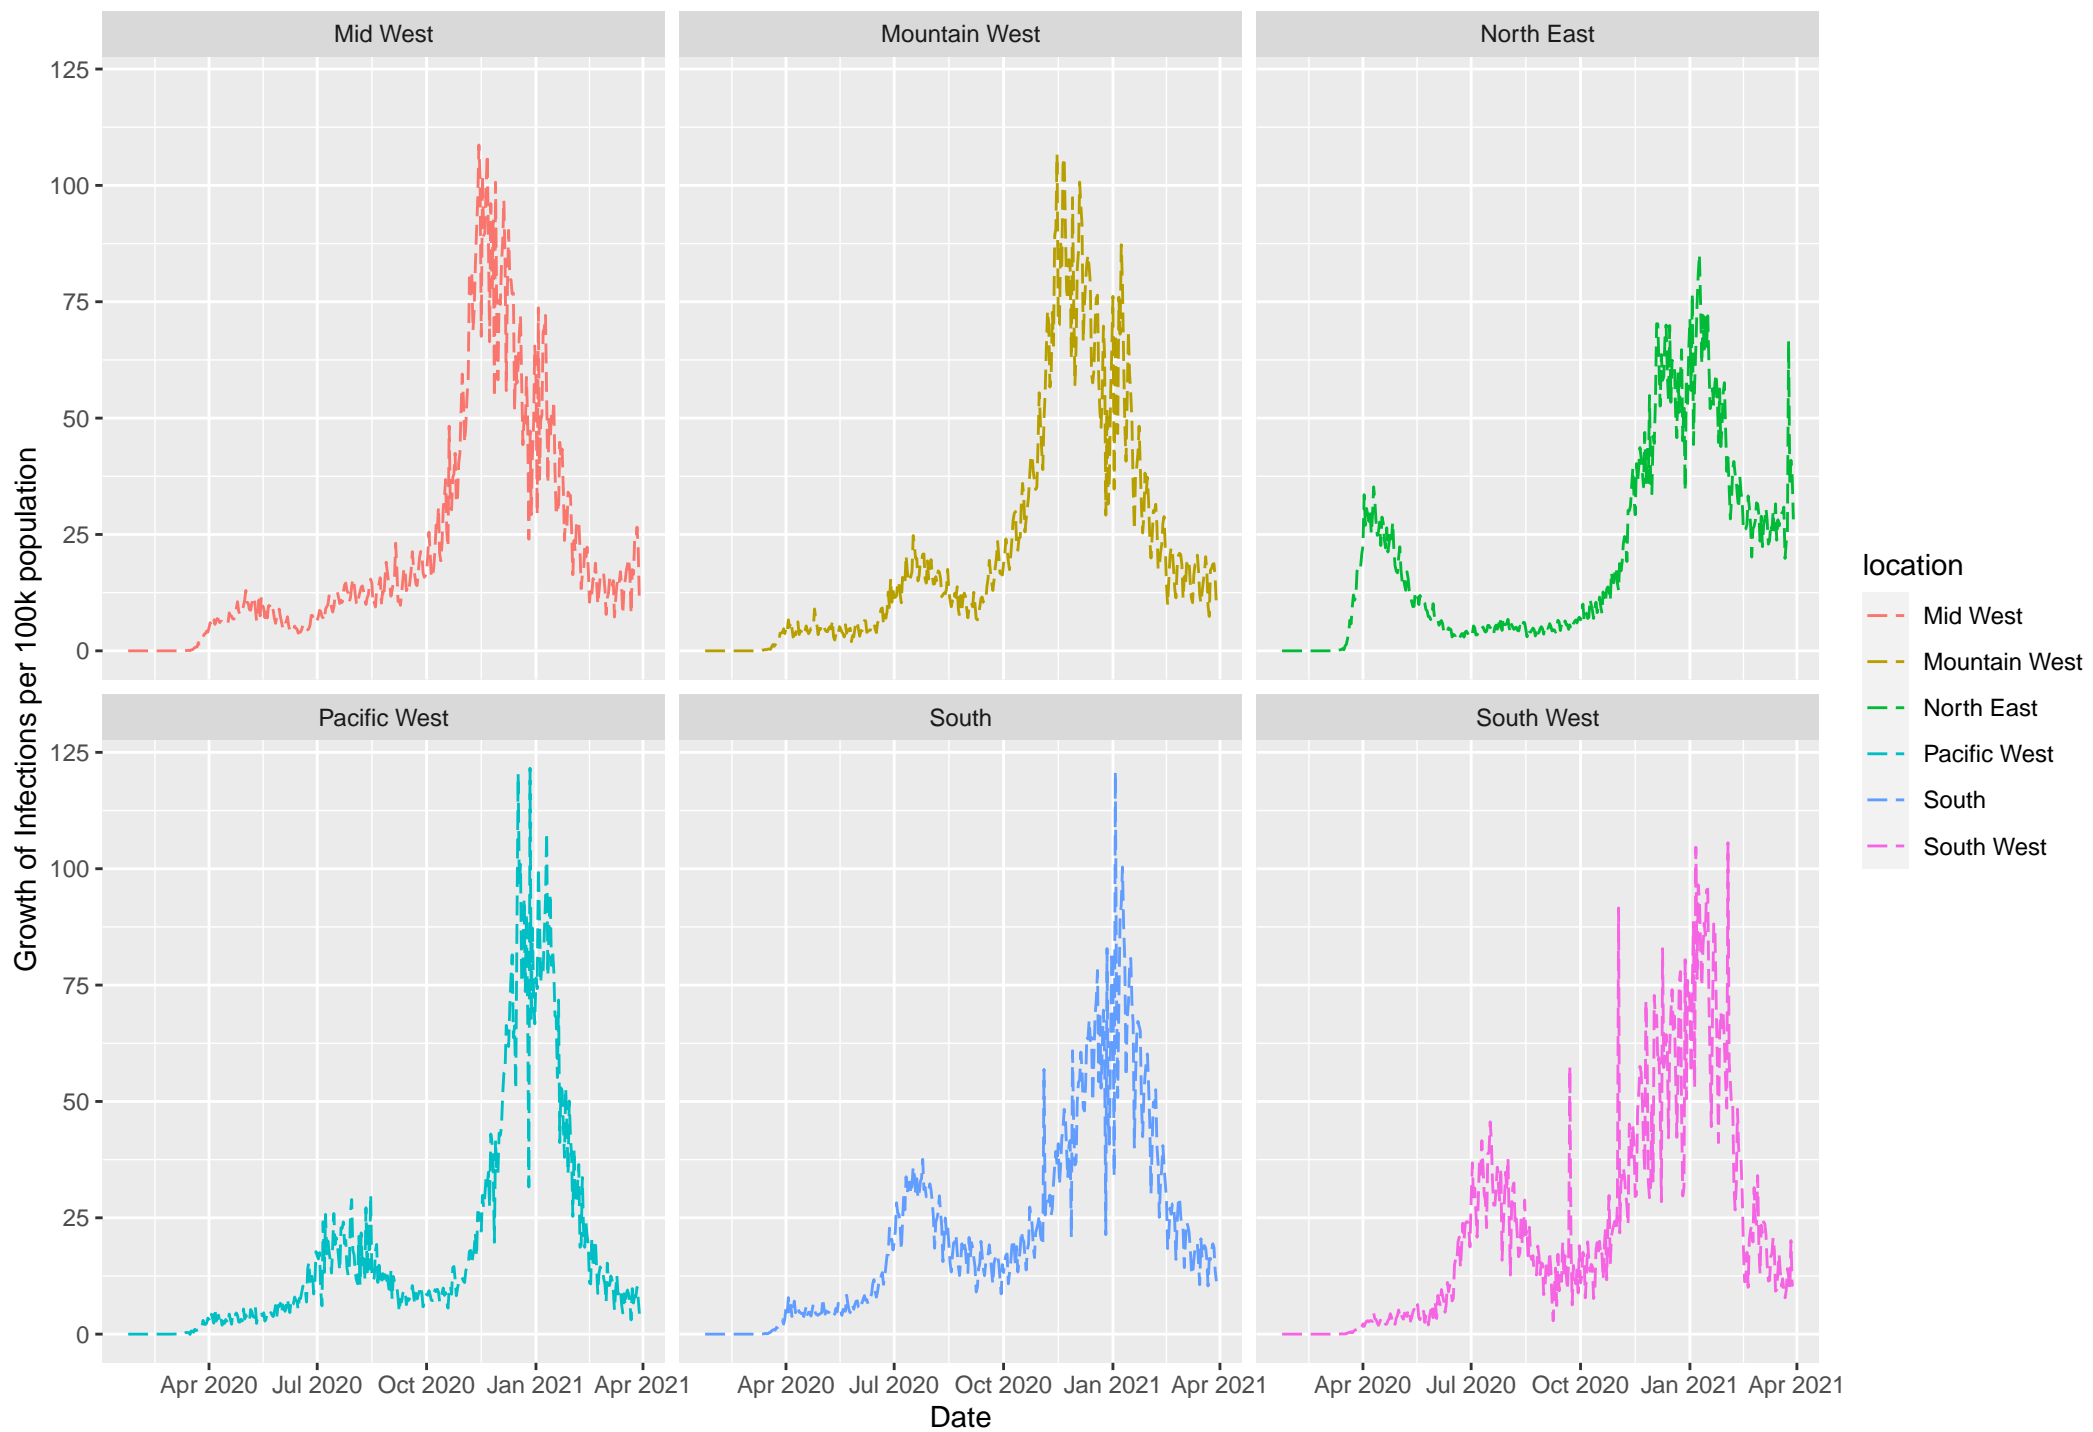 Mid West
Mountain West
North East
125
100
75
50
25
0
Pacific West
South
South West
125
100
75
50
25
0
Growth of Infections per 100k population
Apr 2020 Jul 2020 Oct 2020 Jan 2021 Apr 2021
Apr 2020 Jul 2020 Oct 2020 Jan 2021 Apr 2021
Apr 2020 Jul 2020 Oct 2020 Jan 2021 Apr 2021
Date
location
Mid West
Mountain West
North East
Pacific West
South
South West